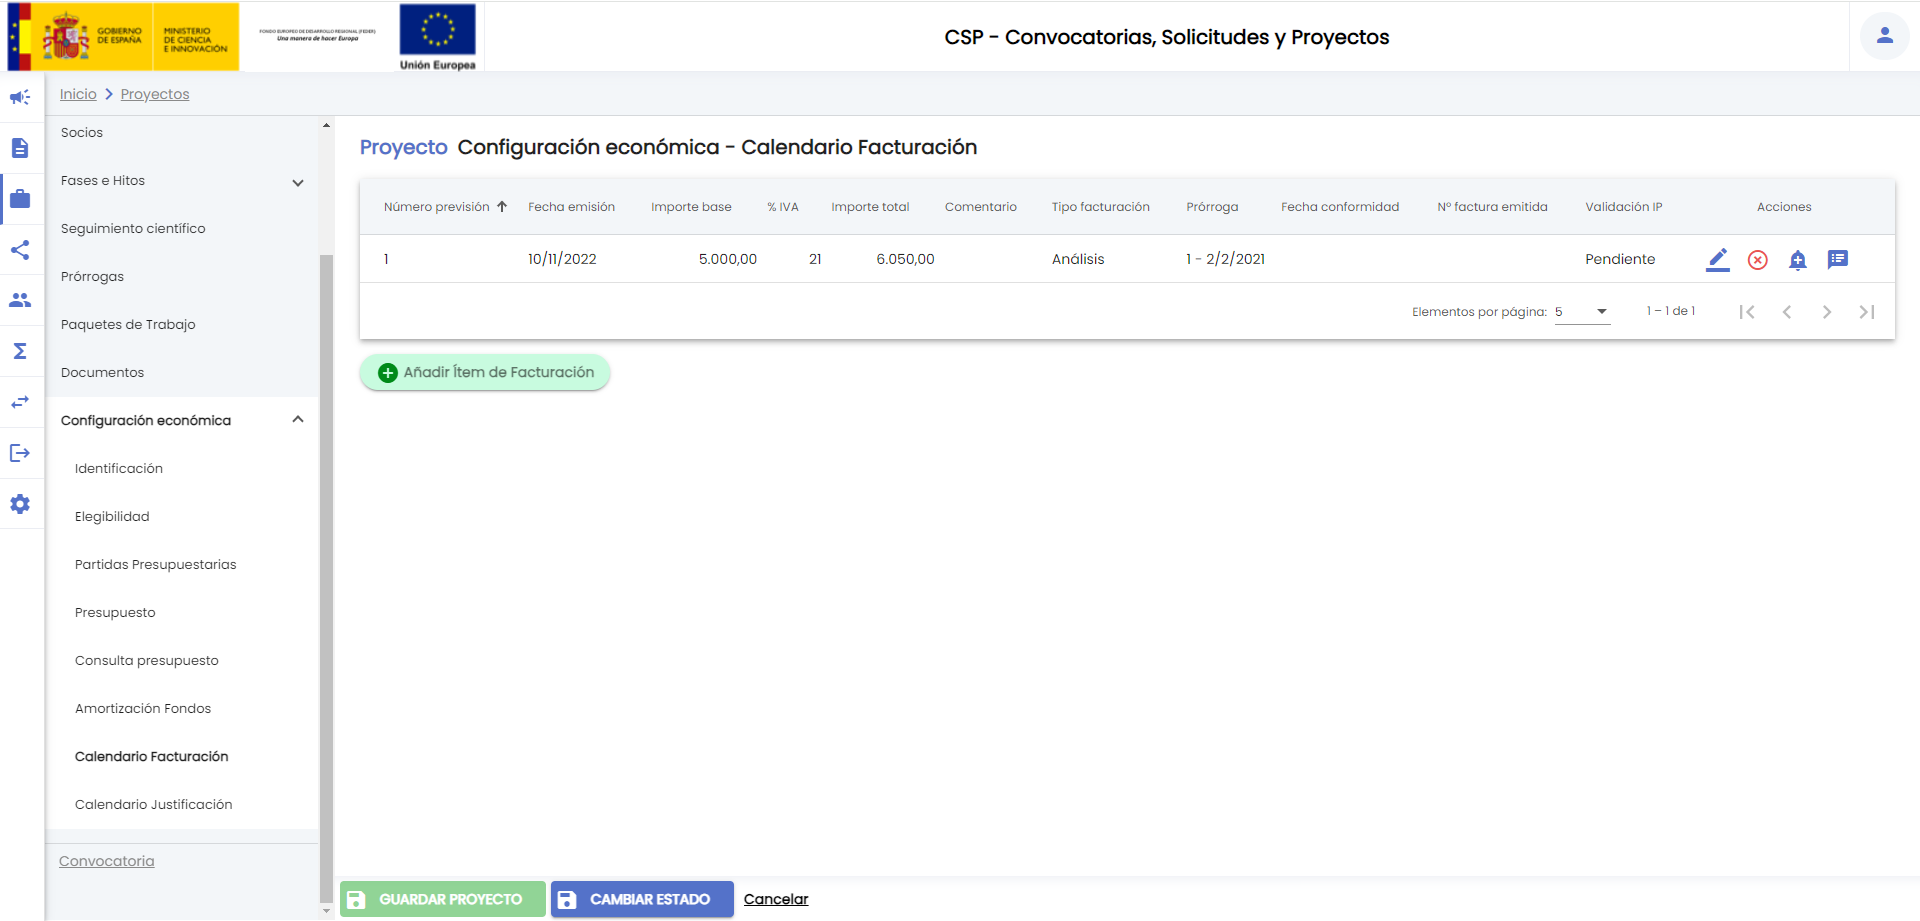 GOBIERNO
DE ESPAÑA
MINISTERIO
DE CIENCIA
E INNOVACIÓN
FONDO EUROPEO DE DESARROLLO REGIONAL (FEDER)
Una manera de hacer Europa
Unión Europea
CSP - Convocatorias, Solicitudes y Proyectos
Inicio > Proyectos
Socios
Fases e Hitos
Seguimiento científico
Prórrogas
Paquetes de Trabajo
Documentos
Configuración económica
Identificación
Elegibilidad
Partidas Presupuestarias
Presupuesto
Consulta presupuesto
Amortización Fondos
Calendario Facturación
Calendario Justificación
Convocatoria
Proyecto Configuración económica - Calendario Facturación
Número previsión Fecha emisión Importe base % IVA Importe total Comentario Tipo facturación Prórroga Fecha conformidad Nº factura emitida Validación IP Acciones
1 10/11/2022 5.000,00 21 6.050,00 Análisis 1 - 2/2/2021 Pendiente
Elementos por página: 5 1 – 1 de 1
Añadir Ítem de Facturación
GUARDAR PROYECTO CAMBIAR ESTADO Cancelar